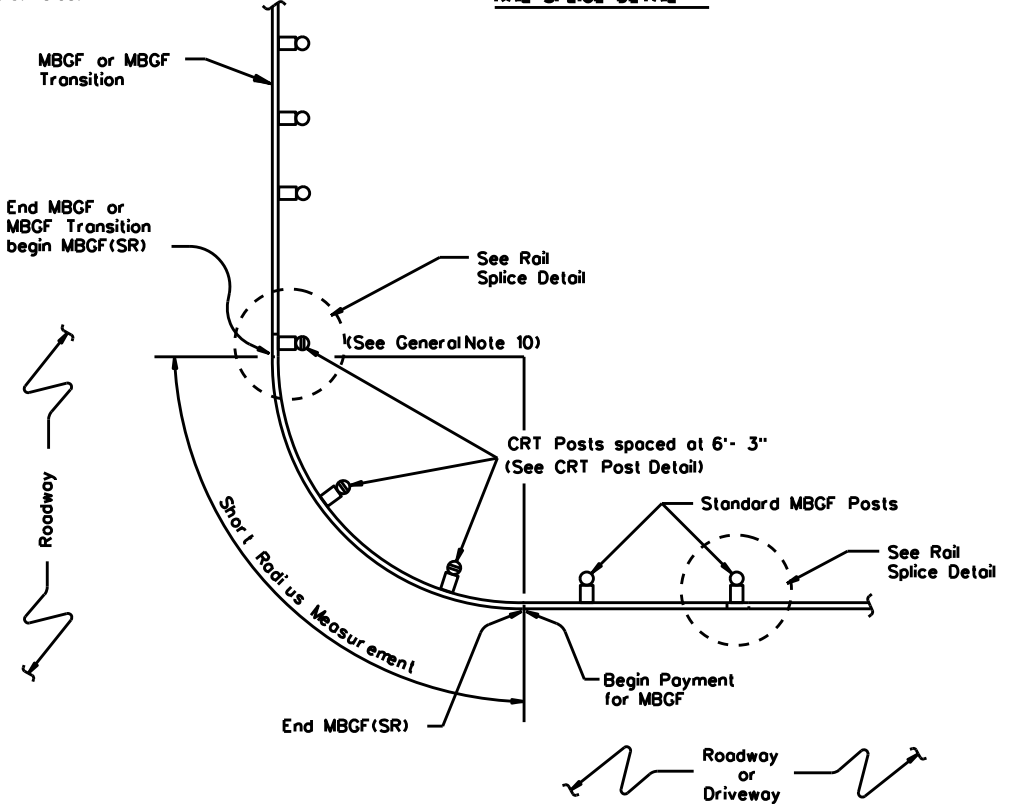 MBGF or MBGF
Transition
End MBGF or
MBGF Transition
begin MBGF(SR)
See Rail
Splice Detail
(See General Note 10)
CRT Posts spaced at 6'- 3"
(See CRT Post Detail)
Standard MBGF Posts
See Rail
Splice Detail
Roadway
Short Radius Measurement
Begin Payment
for MBGF
End MBGF(SR)
Roadway
or
Driveway